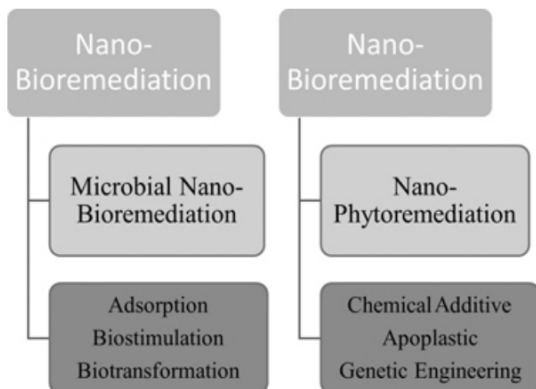 Nano-
Bioremediation
Microbial Nano-
Bioremediation
Adsorption
Biostimulation
Biotransformation
Nano-
Bioremediation
Nano-
Phytoremediation
Chemical Additive
Apoplastic
Genetic Engineering